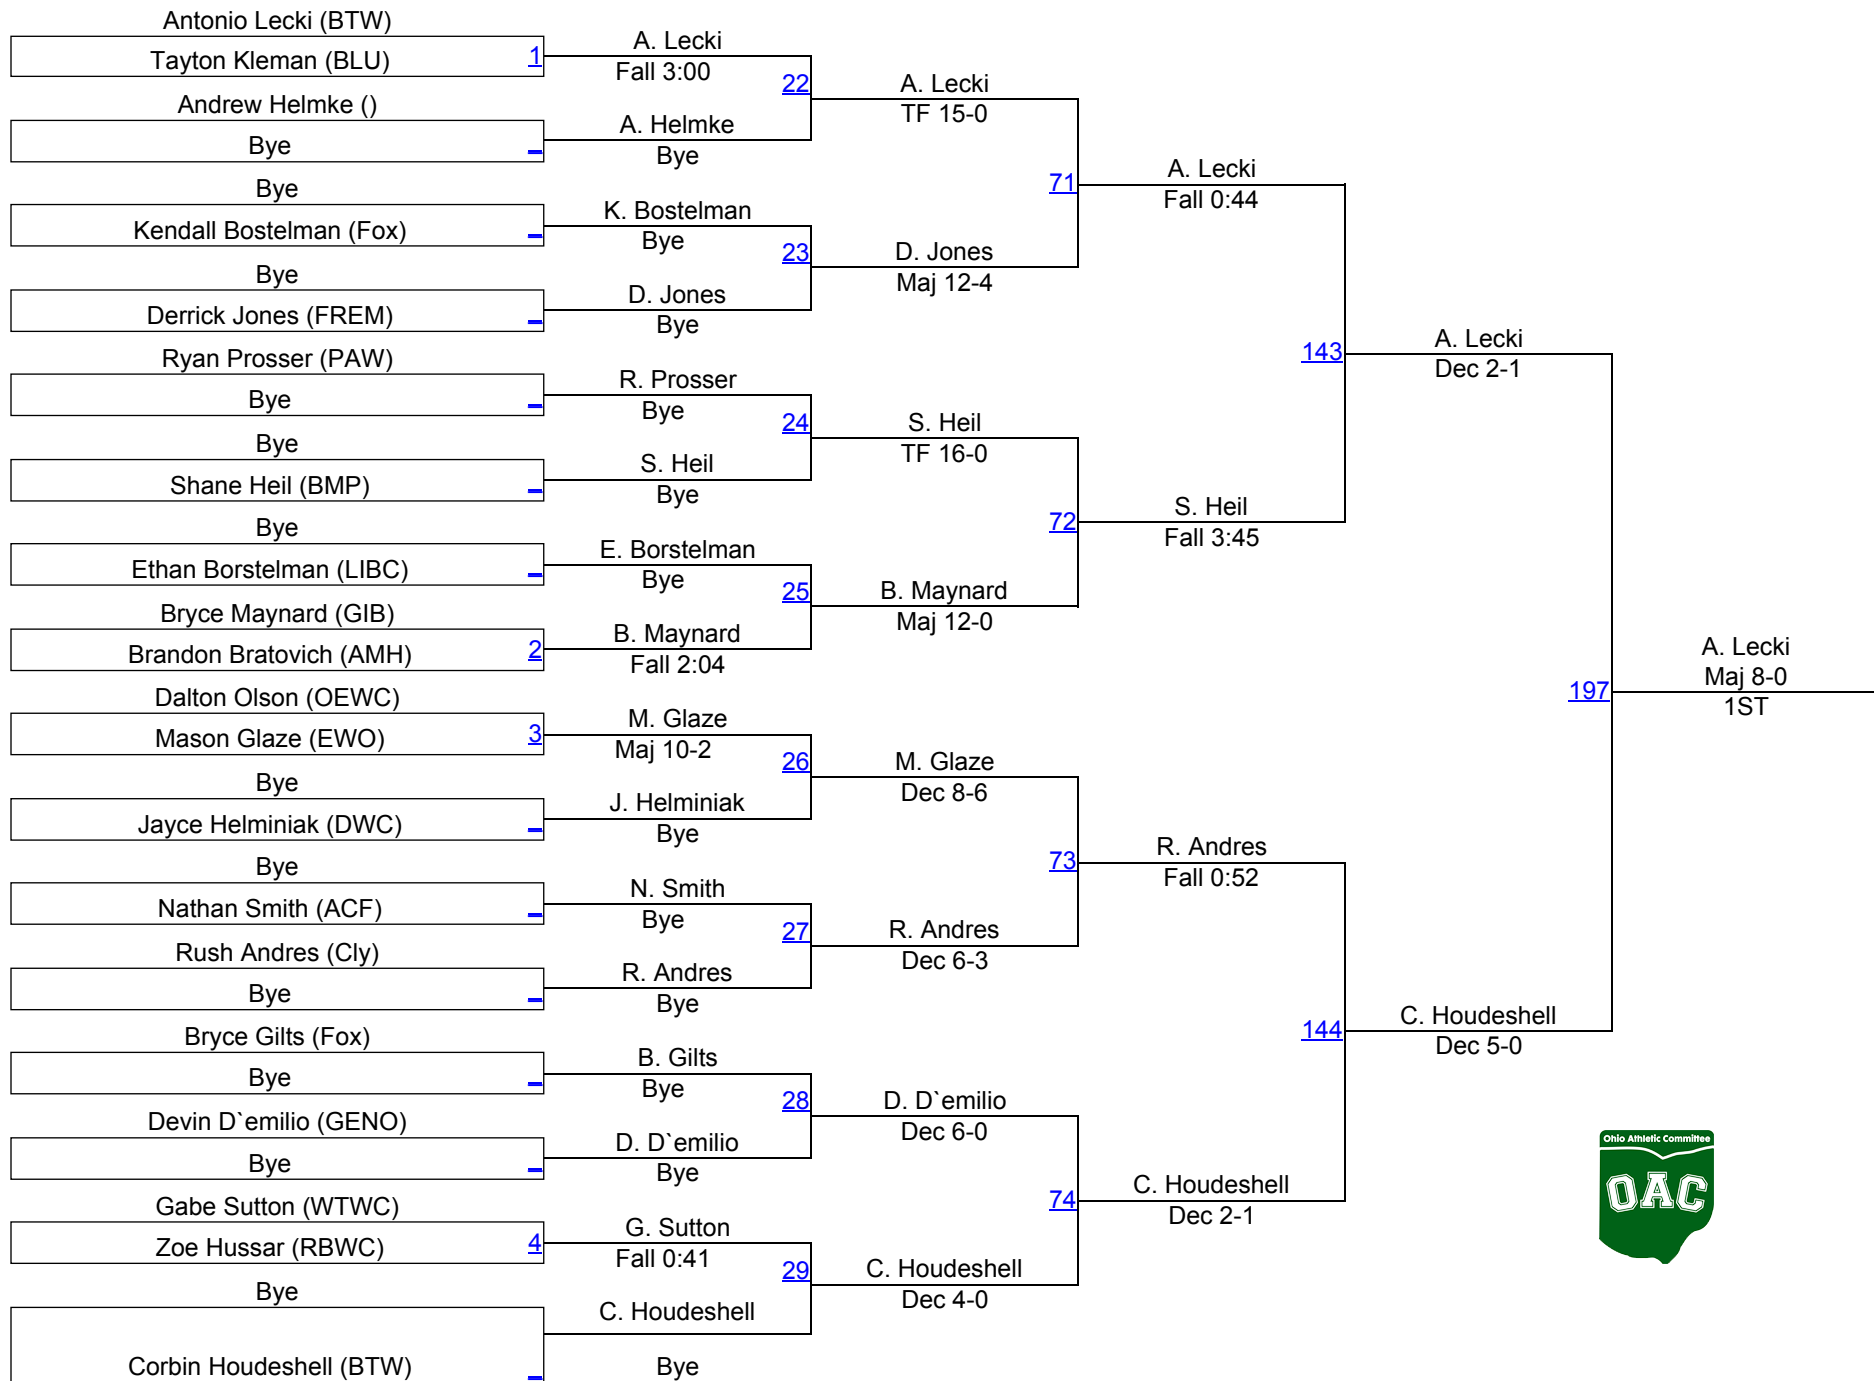 Antonio Lecki (BTW)
Tayton Kleman (BLU)
1
Andrew Helmke ()
Bye
Bye
Kendall Bostelman (Fox)
Bye
Derrick Jones (FREM)
Ryan Prosser (PAW)
Bye
Bye
Shane Heil (BMP)
Bye
Ethan Borstelman (LIBC)
Bryce Maynard (GIB)
Brandon Bratovich (AMH)
2
Dalton Olson (OEWC)
Mason Glaze (EWO)
3
Bye
Jayce Helminiak (DWC)
Bye
Nathan Smith (ACF)
Rush Andres (Cly)
Bye
Bryce Gilts (Fox)
Bye
Devin D`emilio (GENO)
Bye
Gabe Sutton (WTWC)
Zoe Hussar (RBWC)
4
Bye
Corbin Houdeshell (BTW)
A. Lecki
Fall 3:00
22
A. Helmke
Bye
K. Bostelman
Bye
23
D. Jones
Bye
R. Prosser
Bye
24
S. Heil
Bye
E. Borstelman
Bye
25
B. Maynard
Fall 2:04
M. Glaze
Maj 10-2
26
J. Helminiak
Bye
N. Smith
Bye
27
R. Andres
Bye
B. Gilts
Bye
28
D. D`emilio
Bye
G. Sutton
Fall 0:41
29
C. Houdeshell
Bye
A. Lecki
TF 15-0
71
D. Jones
Maj 12-4
S. Heil
TF 16-0
72
B. Maynard
Maj 12-0
M. Glaze
Dec 8-6
73
R. Andres
Dec 6-3
D. D`emilio
Dec 6-0
74
C. Houdeshell
Dec 4-0
A. Lecki
Fall 0:44
143
S. Heil
Fall 3:45
R. Andres
Fall 0:52
144
C. Houdeshell
Dec 2-1
A. Lecki
Dec 2-1
197
C. Houdeshell
Dec 5-0
A. Lecki
Maj 8-0
1ST
Ohio Athletic Committee
OAC